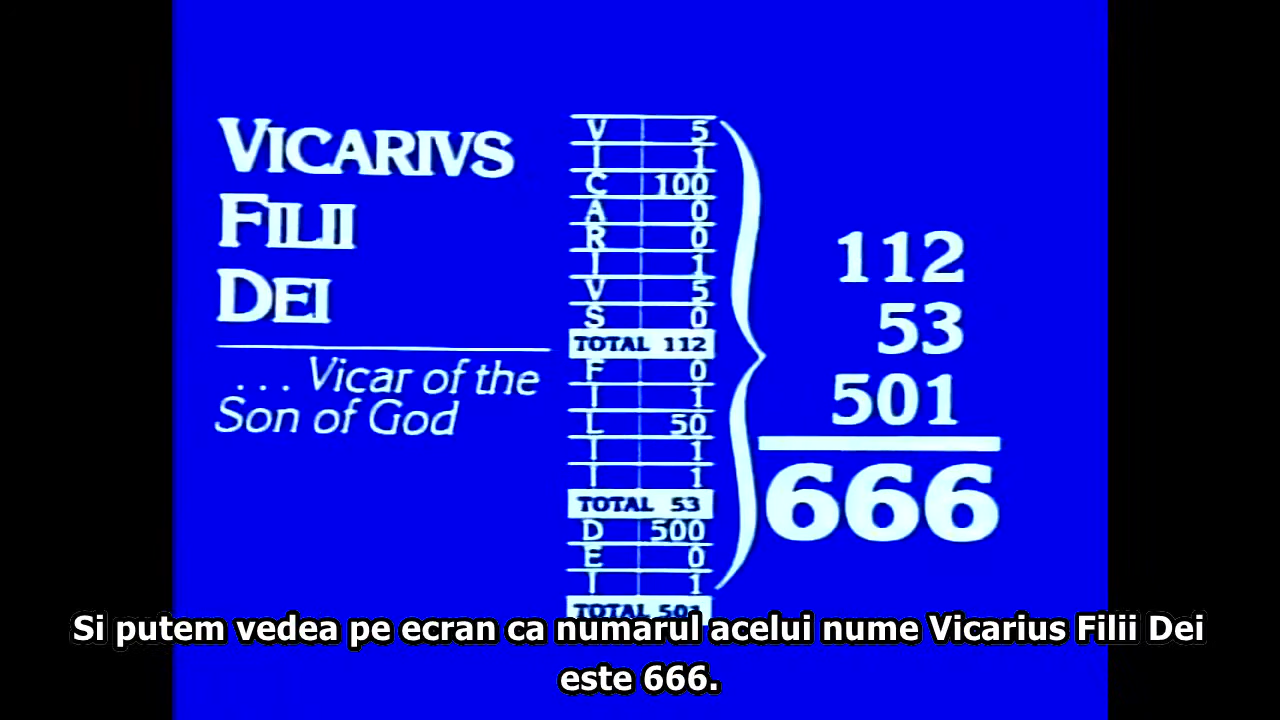 VICARIVS
FILII
DEI
... Vicar of the
Son of God
V 5
I 1
C 100
A 0
R 0
I 1
V 5
S 0
TOTAL 112
F 0
I 1
L 50
I 1
I 1
TOTAL 53
D 500
E 0
I 1
TOTAL 501
112
53
501
666
Si putem vedea pe ecran ca numarul acelui nume Vicarius Filii Dei
este 666.